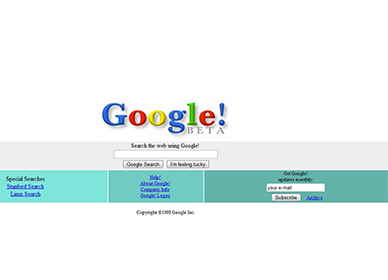 Google!
BETA
Search the web using Google!
Google Search
I'm feeling lucky
Special Searches
Stanford Search
Linux Search
Help!
About Google!
Company Info
Google! Logos
Get Google!
updates monthly:
your e-mail
Subscribe
Archive
Copyright ©1998 Google Inc.